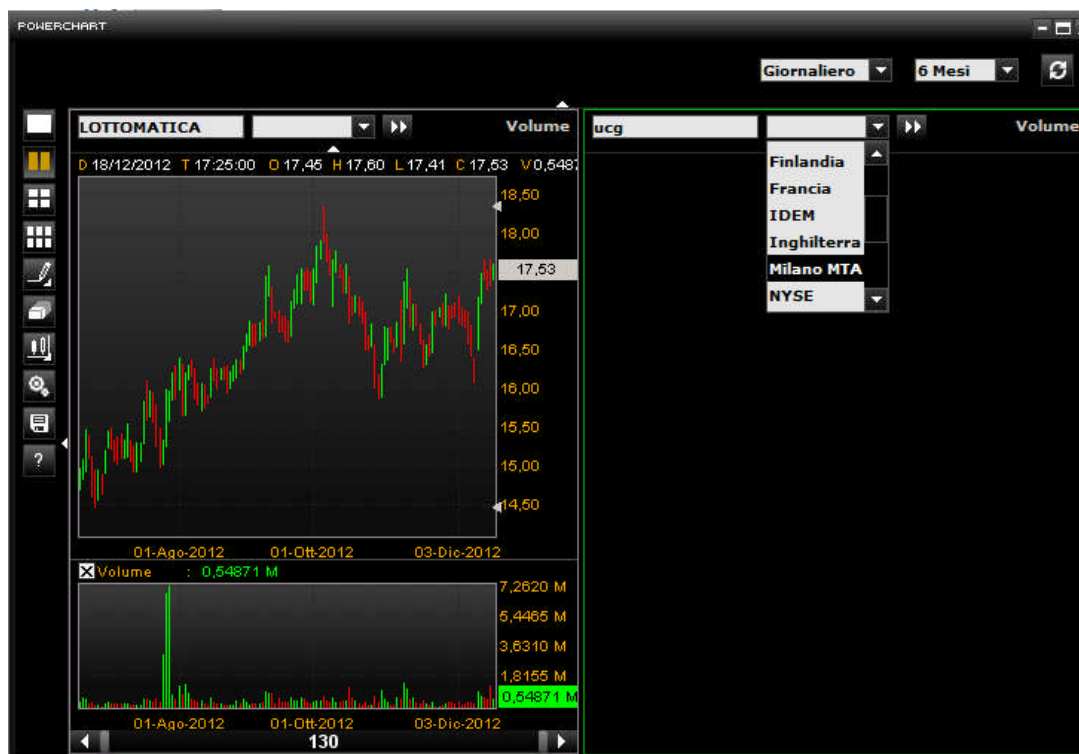 POWERCHART
Giornaliero 6 Mesi
LOTTOMATICA Volume
D 18/12/2012 T 17:25:00 O 17,45 H 17,60 L 17,41 C 17,53 V 0,5487
18,50
18,00
17,53
17,00
16,50
16,00
15,50
15,00
14,50
01-Ago-2012 01-Ott-2012 03-Dic-2012
Volume : 0,54871 M
7,2620 M
5,4465 M
3,6310 M
1,8155 M
0,54871 M
01-Ago-2012 01-Ott-2012 03-Dic-2012
130
ucg Volume
Finlandia
Francia
IDEM
Inghilterra
Milano MTA
NYSE
?